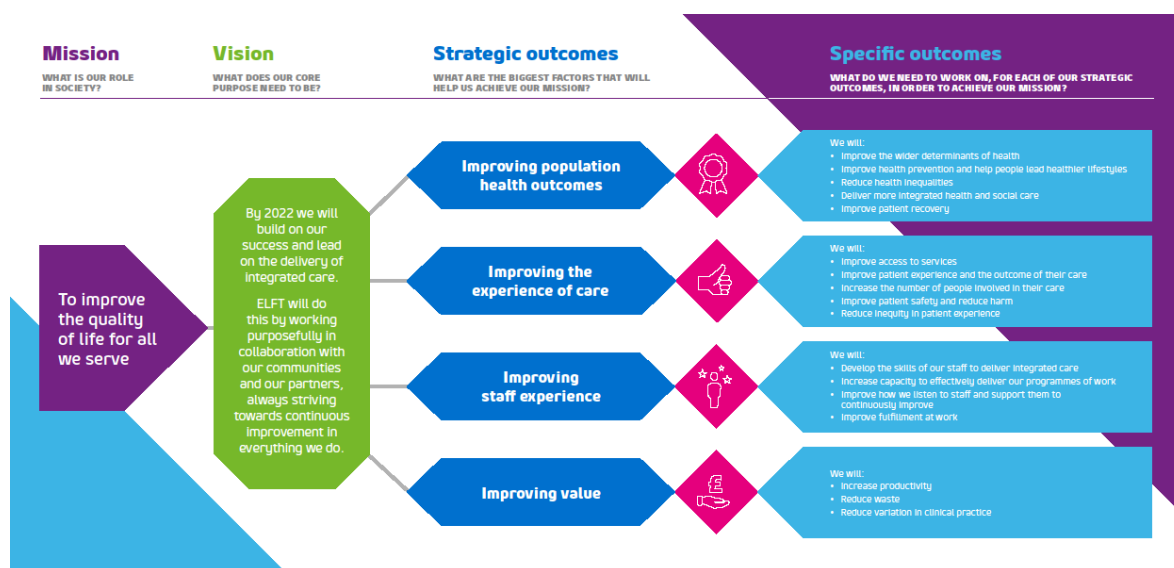 Mission
WHAT IS OUR ROLE
IN SOCIETY?
Vision
WHAT DOES OUR CORE
PURPOSE NEED TO BE?
Strategic outcomes
WHAT ARE THE BIGGEST FACTORS THAT WILL
HELP US ACHIEVE OUR MISSION?
Specific outcomes
WHAT DO WE NEED TO WORK ON, FOR EACH OF OUR STRATEGIC
OUTCOMES, IN ORDER TO ACHIEVE OUR MISSION?
To improve
the quality
of life for all
we serve
By 2022 we will
build on our
success and lead
on the delivery of
integrated care.
ELFT will do
this by working
purposefully in
collaboration with
our communities
and our partners,
always striving
towards continuous
improvement in
everything we do.
Improving population
health outcomes
We will:
• Improve the wider determinants of health
• Improve health prevention and help people lead healthier lifestyles
• Reduce health inequalities
• Deliver more integrated health and social care
• Improve patient recovery
Improving the
experience of care
We will:
• Improve access to services
• Improve patient experience and the outcome of their care
• Increase the number of people involved in their care
• Improve patient safety and reduce harm
• Reduce inequity in patient experience
Improving
staff experience
We will:
• Develop the skills of our staff to deliver integrated care
• Increase capacity to effectively deliver our programmes of work
• Improve how we listen to staff and support them to
continuously improve
• Improve fulfillment at work
Improving value
£
We will:
• Increase productivity
• Reduce waste
• Reduce variation in clinical practice